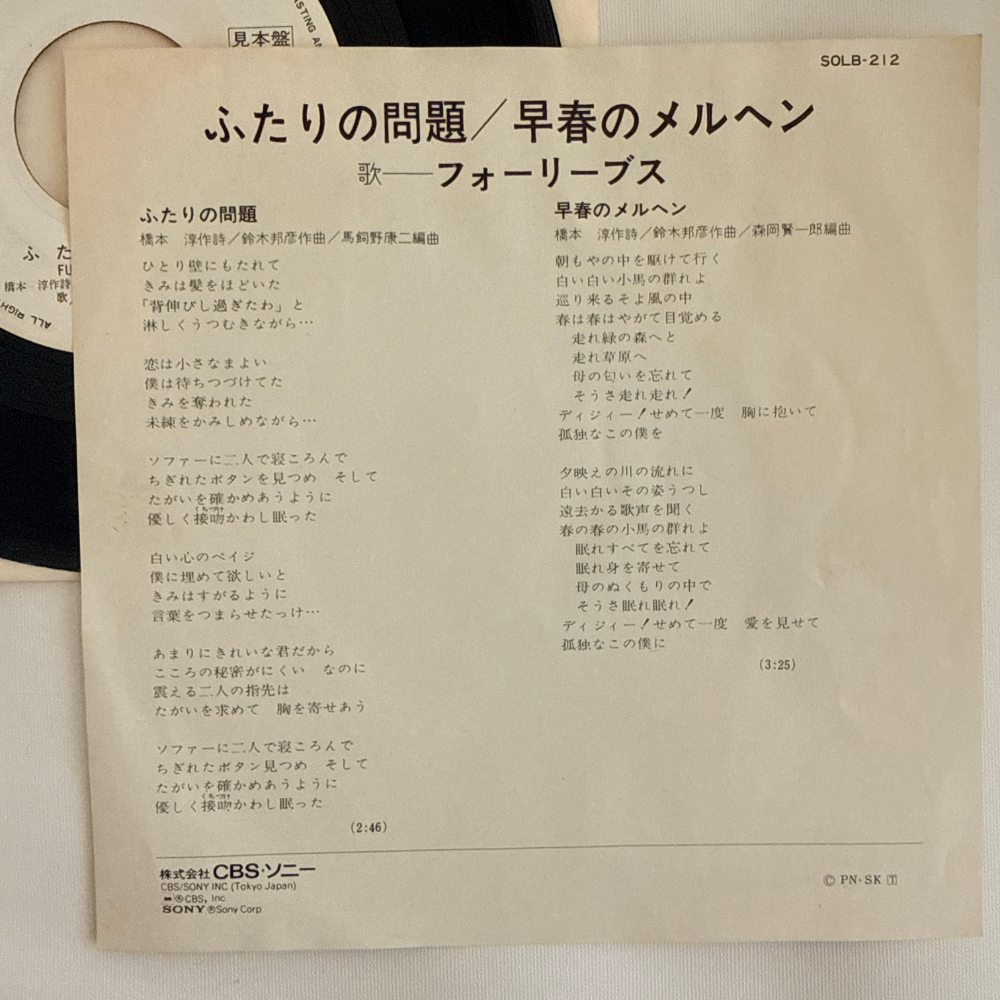 STING A
見本盤
ふた
FU
橋本 淳作詩
歌
ALL RIGH
SOLB-212
ふたりの問題／早春のメルヘン
歌──フォーリーブス
ふたりの問題
橋本　淳作詩／鈴木邦彦作曲／馬飼野康二編曲
ひとり壁にもたれて
きみは髪をほどいた
「背伸びし過ぎたわ」と
淋しくうつむきながら…
恋は小さなまよい
僕は待ちつづけてた
きみを奪われた
未練をかみしめながら…
ソファーに二人で寝ころんで
ちぎれたボタンを見つめ　そして
たがいを確かめあうように
くちづけ
優しく接吻かわし眠った
白い心のペイジ
僕に埋めて欲しいと
きみはすがるように
言葉をつまらせたっけ…
あまりにきれいな君だから
こころの秘密がにくい　なのに
震える二人の指先は
たがいを求めて　胸を寄せあう
ソファーに二人で寝ころんで
ちぎれたボタン見つめ　そして
たがいを確かめあうように
くちづけ
優しく接吻かわし眠った
(2:46)
早春のメルヘン
橋本　淳作詩／鈴木邦彦作曲／森岡賢一郎編曲
朝もやの中を駆けて行く
白い白い小馬の群れよ
巡り来るそよ風の中
春は春はやがて目覚める
走れ緑の森へと
走れ草原へ
母の匂いを忘れて
そうさ走れ走れ！
ディジィー！せめて一度　胸に抱いて
孤独なこの僕を
夕映えの川の流れに
白い白いその姿うつし
遠去かる歌声を聞く
春の春の小馬の群れよ
眠れすべてを忘れて
眠れ身を寄せて
母のぬくもりの中で
そうさ眠れ眠れ！
ディジィー！せめて一度　愛を見せて
孤独なこの僕に
(3:25)
株式会社 CBS・ソニー
CBS/SONY INC (Tokyo Japan)
®CBS, Inc
SONY ®Sony Corp
© PN・SK Ⓣ